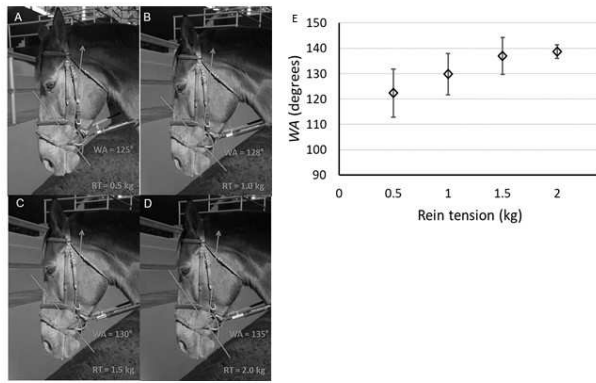 A
WA = 125°
RT = 0.5 kg
B
WA = 128°
RT = 1.0 kg
C
WA = 130°
RT = 1.5 kg
D
WA = 135°
RT = 2.0 kg
E
150
140
130
120
110
100
90
WA (degrees)
0
0.5
1
1.5
2
Rein tension (kg)